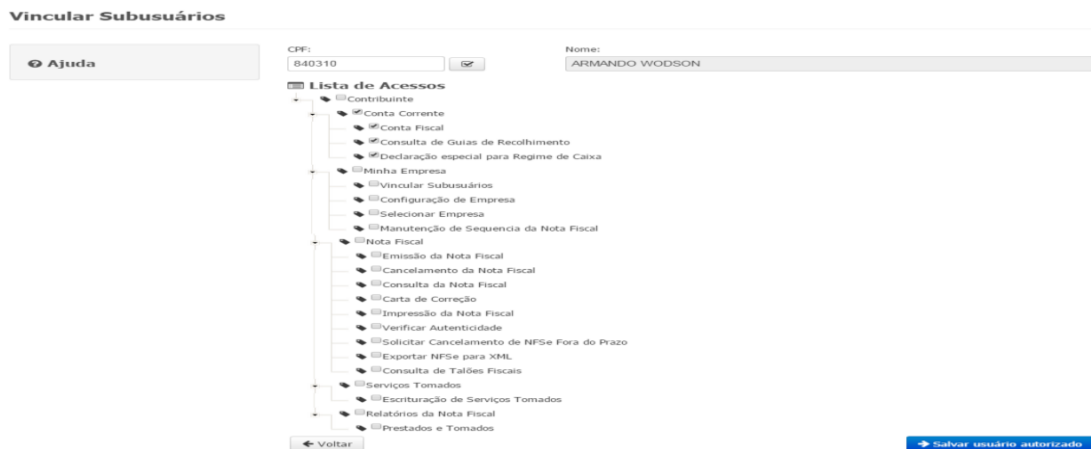 Vincular Subusuários
Ajuda
CPF:
Nome:
840310
ARMANDO WODSON
Lista de Acessos
Contribuinte
Conta Corrente
Conta Fiscal
Consulta de Guias de Recolhimento
Declaração especial para Regime de Caixa
Minha Empresa
Vincular Subusuários
Configuração de Empresa
Selecionar Empresa
Manutenção de Sequencia da Nota Fiscal
Nota Fiscal
Emissão da Nota Fiscal
Cancelamento da Nota Fiscal
Consulta da Nota Fiscal
Carta de Correção
Impressão da Nota Fiscal
Verificar Autenticidade
Solicitar Cancelamento de NFSe Fora do Prazo
Exportar NFSe para XML
Consulta de Talões Fiscais
Serviços Tomados
Escrituração de Serviços Tomados
Relatórios da Nota Fiscal
Prestados e Tomados
Voltar
Salvar usuário autorizado